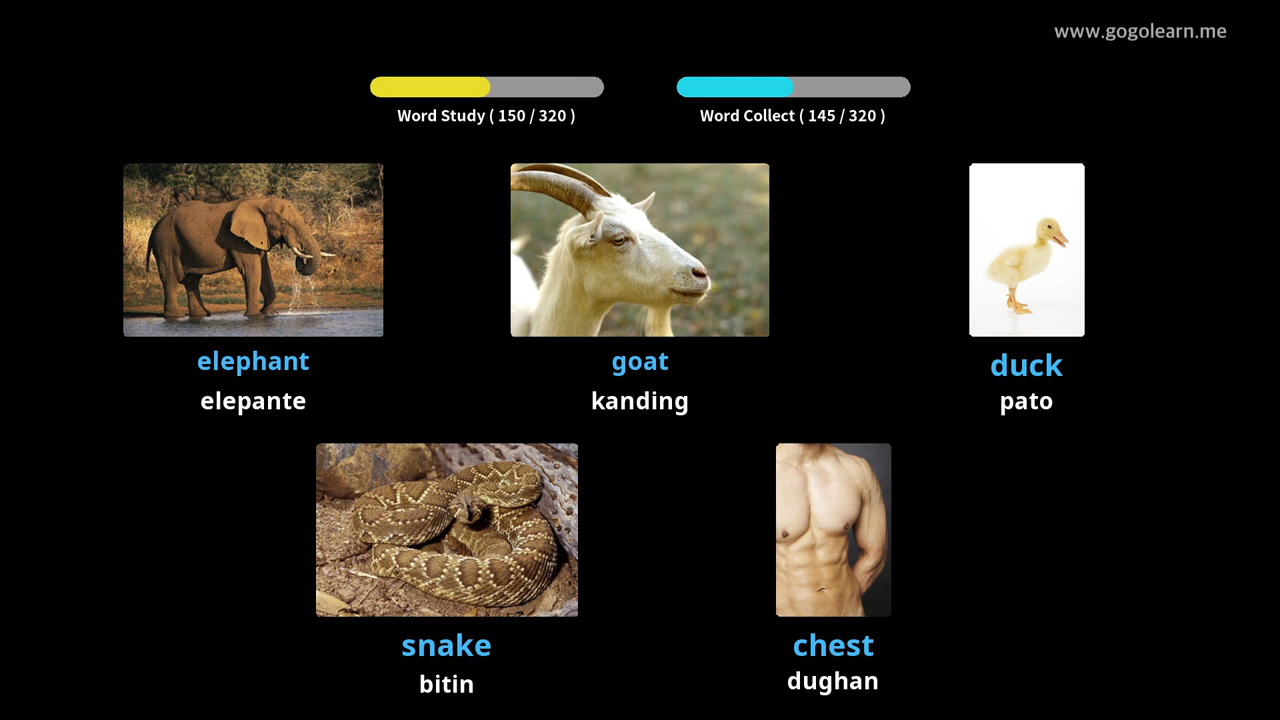 www.gogolearn.me
Word Study ( 150 / 320 )
Word Collect ( 145 / 320 )
elephant
elepante
goat
kanding
duck
pato
snake
bitin
chest
dughan